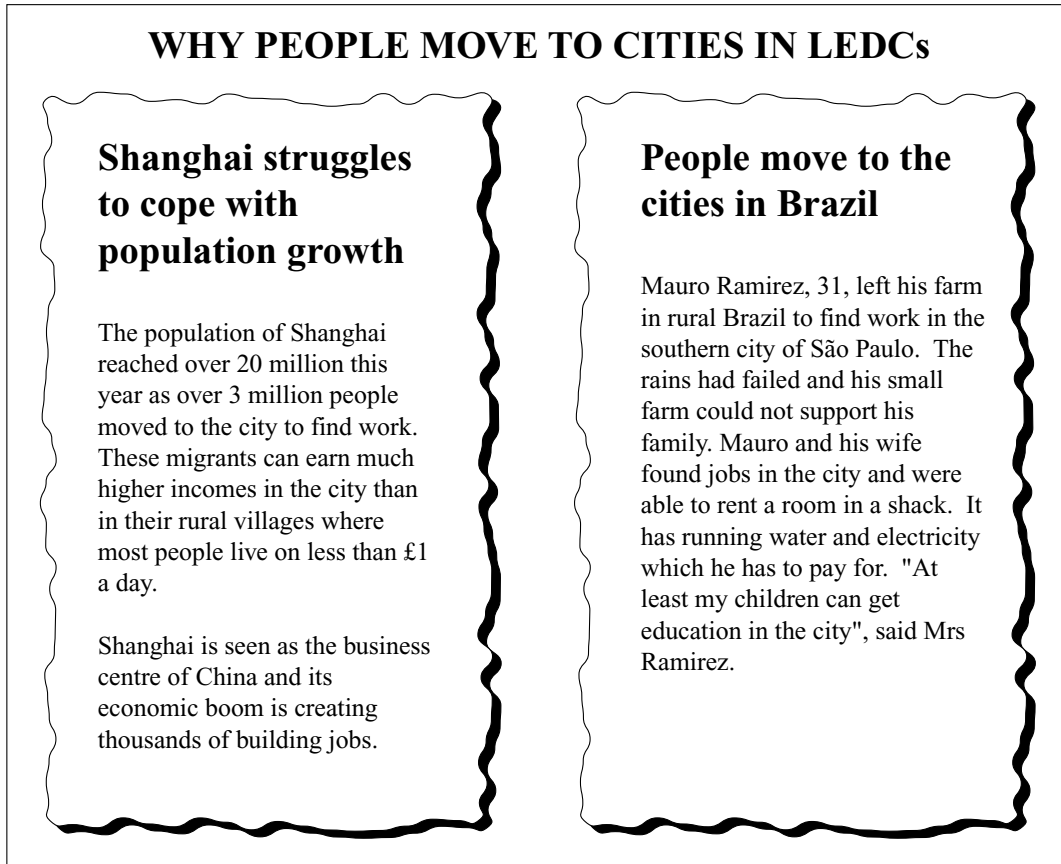 WHY PEOPLE MOVE TO CITIES IN LEDCs
Shanghai struggles
to cope with
population growth
The population of Shanghai
reached over 20 million this
year as over 3 million people
moved to the city to find work.
These migrants can earn much
higher incomes in the city than
in their rural villages where
most people live on less than £1
a day.
Shanghai is seen as the business
centre of China and its
economic boom is creating
thousands of building jobs.
People move to the
cities in Brazil
Mauro Ramirez, 31, left his farm
in rural Brazil to find work in the
southern city of São Paulo.  The
rains had failed and his small
farm could not support his
family. Mauro and his wife
found jobs in the city and were
able to rent a room in a shack.  It
has running water and electricity
which he has to pay for.  "At
least my children can get
education in the city", said Mrs
Ramirez.